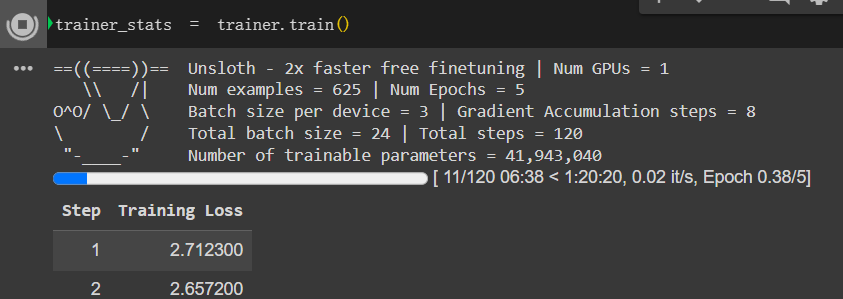 trainer_stats = trainer.train()
==((====))== Unsloth - 2x faster free finetuning | Num GPUs = 1
\\ /| Num examples = 625 | Num Epochs = 5
O^O/ \_/ \ Batch size per device = 3 | Gradient Accumulation steps = 8
\ / Total batch size = 24 | Total steps = 120
"-____-" Number of trainable parameters = 41,943,040
[ 11/120 06:38 < 1:20:20, 0.02 it/s, Epoch 0.38/5]
Step Training Loss
1 2.712300
2 2.657200